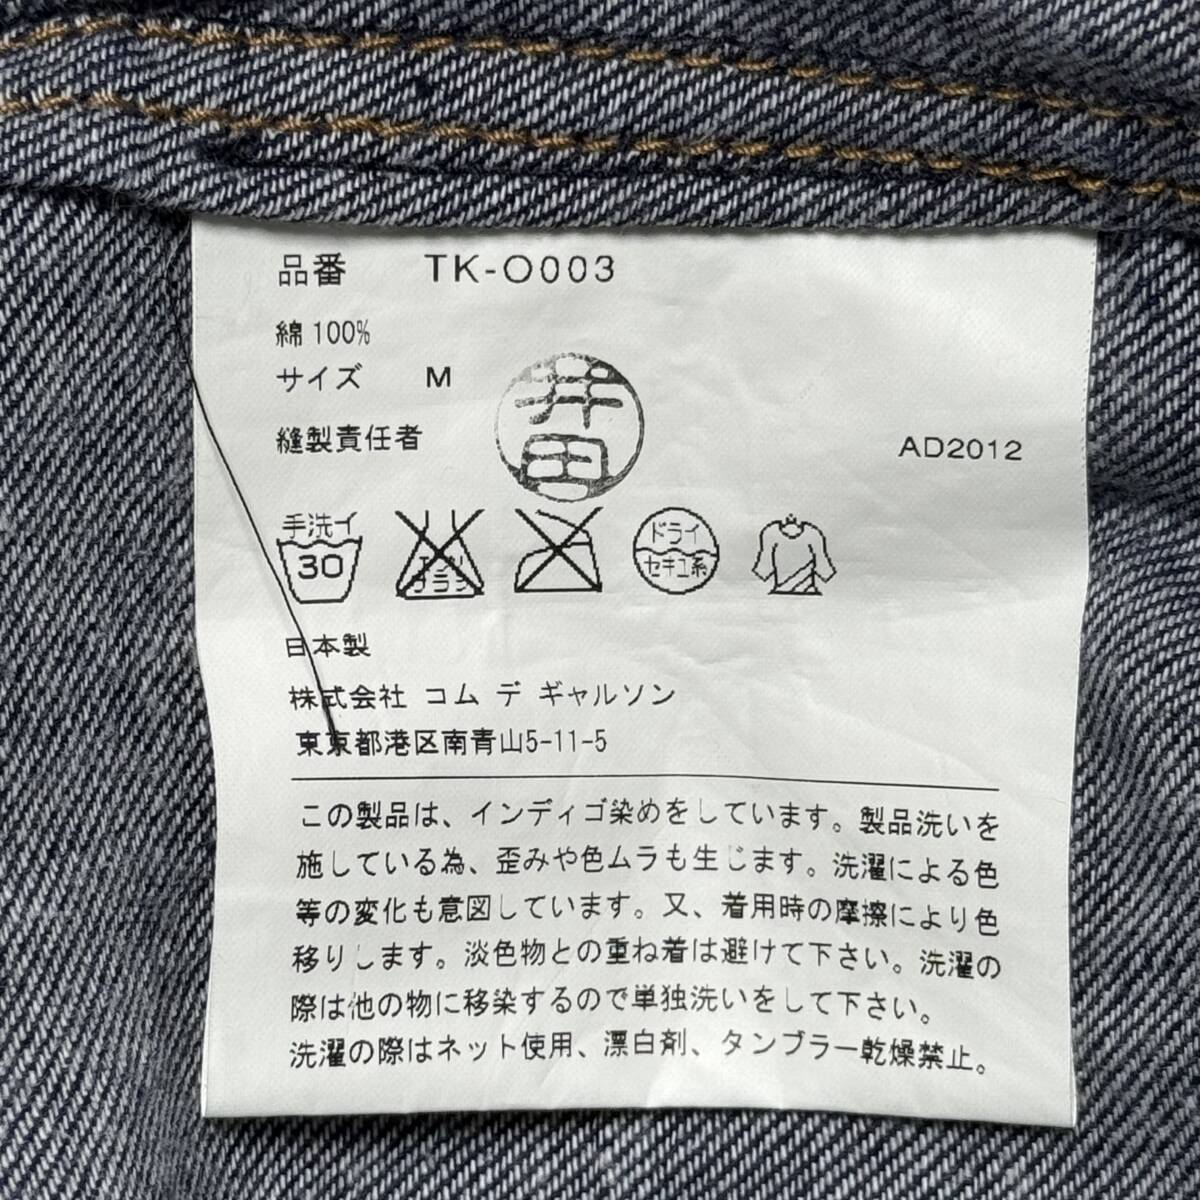 品番 TK-O003
綿 100%
サイズ M
井田
縫製責任者
AD2012
手洗イ
30
エンソ
サラシ
ドライ
セキユ系
日本製
株式会社 コム デ ギャルソン
東京都港区南青山5-11-5
この製品は、インディゴ染めをしています。製品洗いを
施している為、歪みや色ムラも生じます。洗濯による色
等の変化も意図しています。又、着用時の摩擦により色
移りします。淡色物との重ね着は避けて下さい。洗濯の
際は他の物に移染するので単独洗いをして下さい。
洗濯の際はネット使用、漂白剤、タンブラー乾燥禁止。